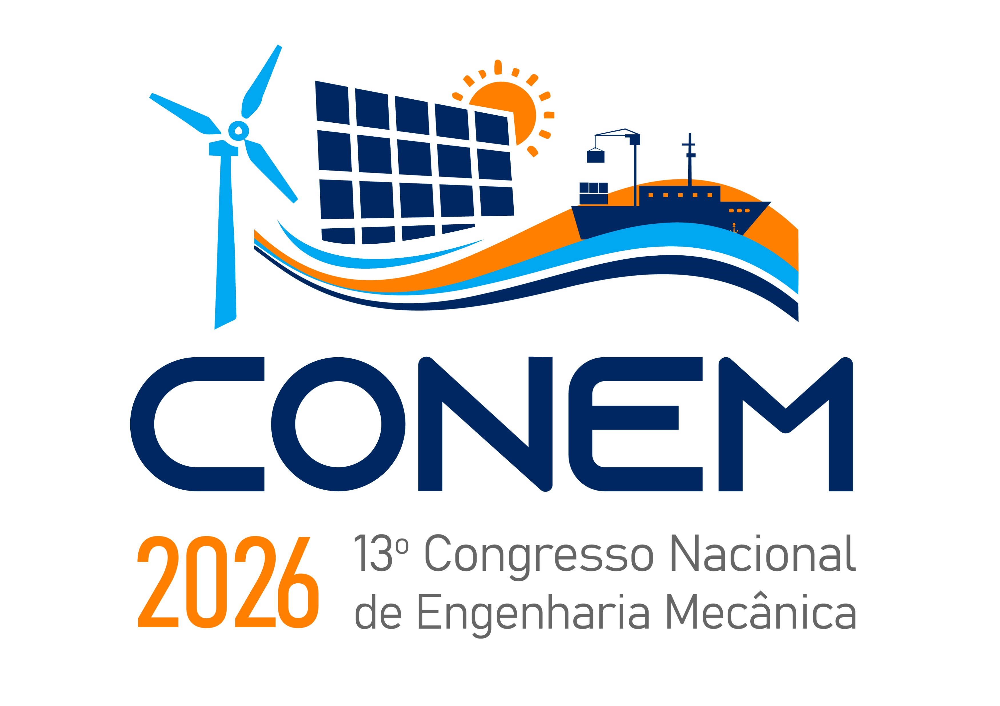 CONEM
2026
13º Congresso Nacional
de Engenharia Mecânica